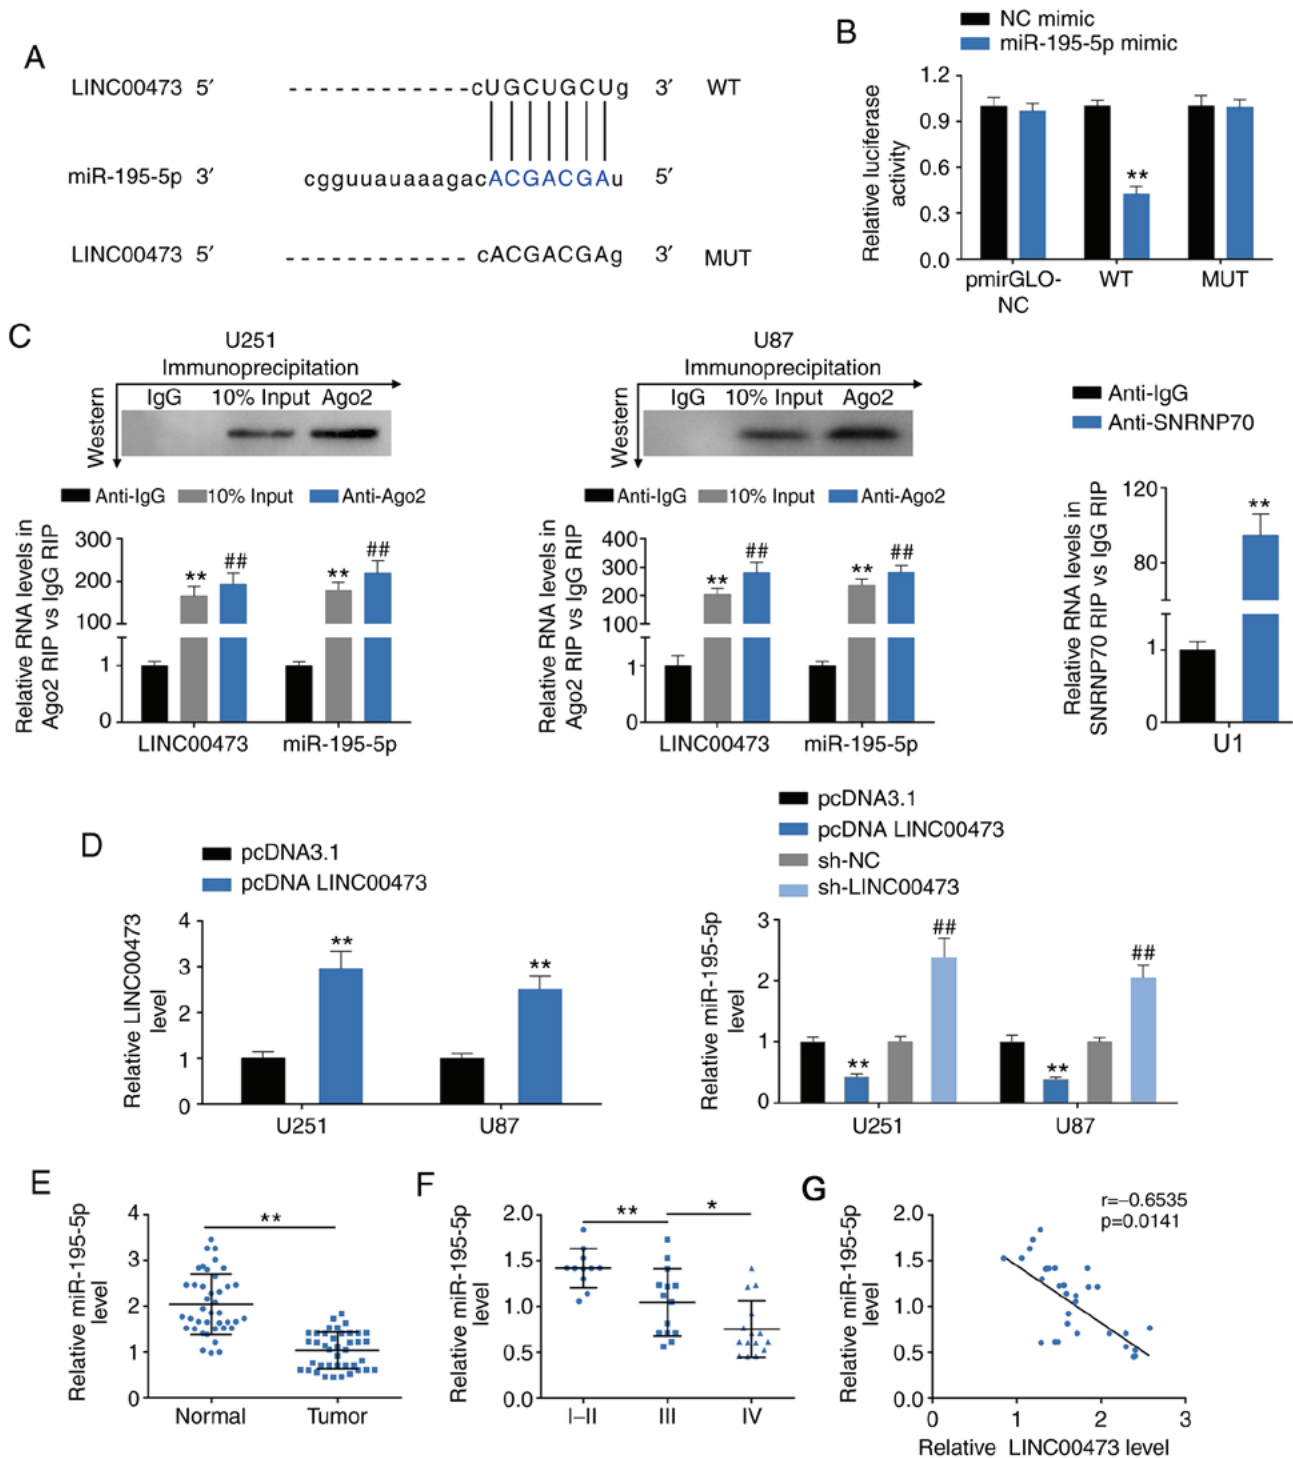 A
LINC00473 5′ - - - - - - - - - - - - -cUGCUGCUg 3′ WT
miR-195-5p 3′ cgguuauaaagacACGACGAu 5′
LINC00473 5′ - - - - - - - - - - - - - cACGACGAg 3′ MUT
B
NC mimic
miR-195-5p mimic
Relative luciferase
activity
1.2
0.9
0.6
0.3
0.0
**
pmirGLO-
NC
WT
MUT
C
U251
Immunoprecipitation
Western
IgG 10% Input Ago2
Anti-IgG 10% Input Anti-Ago2
Relative RNA levels in
Ago2 RIP vs IgG RIP
300
200
100
1
0
** ## ** ##
LINC00473 miR-195-5p
U87
Immunoprecipitation
Western
IgG 10% Input Ago2
Anti-IgG 10% Input Anti-Ago2
Relative RNA levels in
Ago2 RIP vs IgG RIP
400
300
200
100
1
0
** ## ** ##
LINC00473 miR-195-5p
Anti-IgG
Anti-SNRNP70
Relative RNA levels in
SNRNP70 RIP vs IgG RIP
120
80
1
0
**
U1
D
pcDNA3.1
pcDNA LINC00473
Relative LINC00473
level
4
3
2
1
0
** **
U251 U87
pcDNA3.1
pcDNA LINC00473
sh-NC
sh-LINC00473
Relative miR-195-5p
level
3
2
1
0
** ## ** ##
U251 U87
E
Relative miR-195-5p
level
4
3
2
1
0
**
Normal Tumor
F
Relative miR-195-5p
level
2.0
1.5
1.0
0.5
0.0
** *
I–II III IV
G
Relative miR-195-5p
level
2.0
1.5
1.0
0.5
0.0
r=−0.6535
p=0.0141
0 1 2 3
Relative LINC00473 level